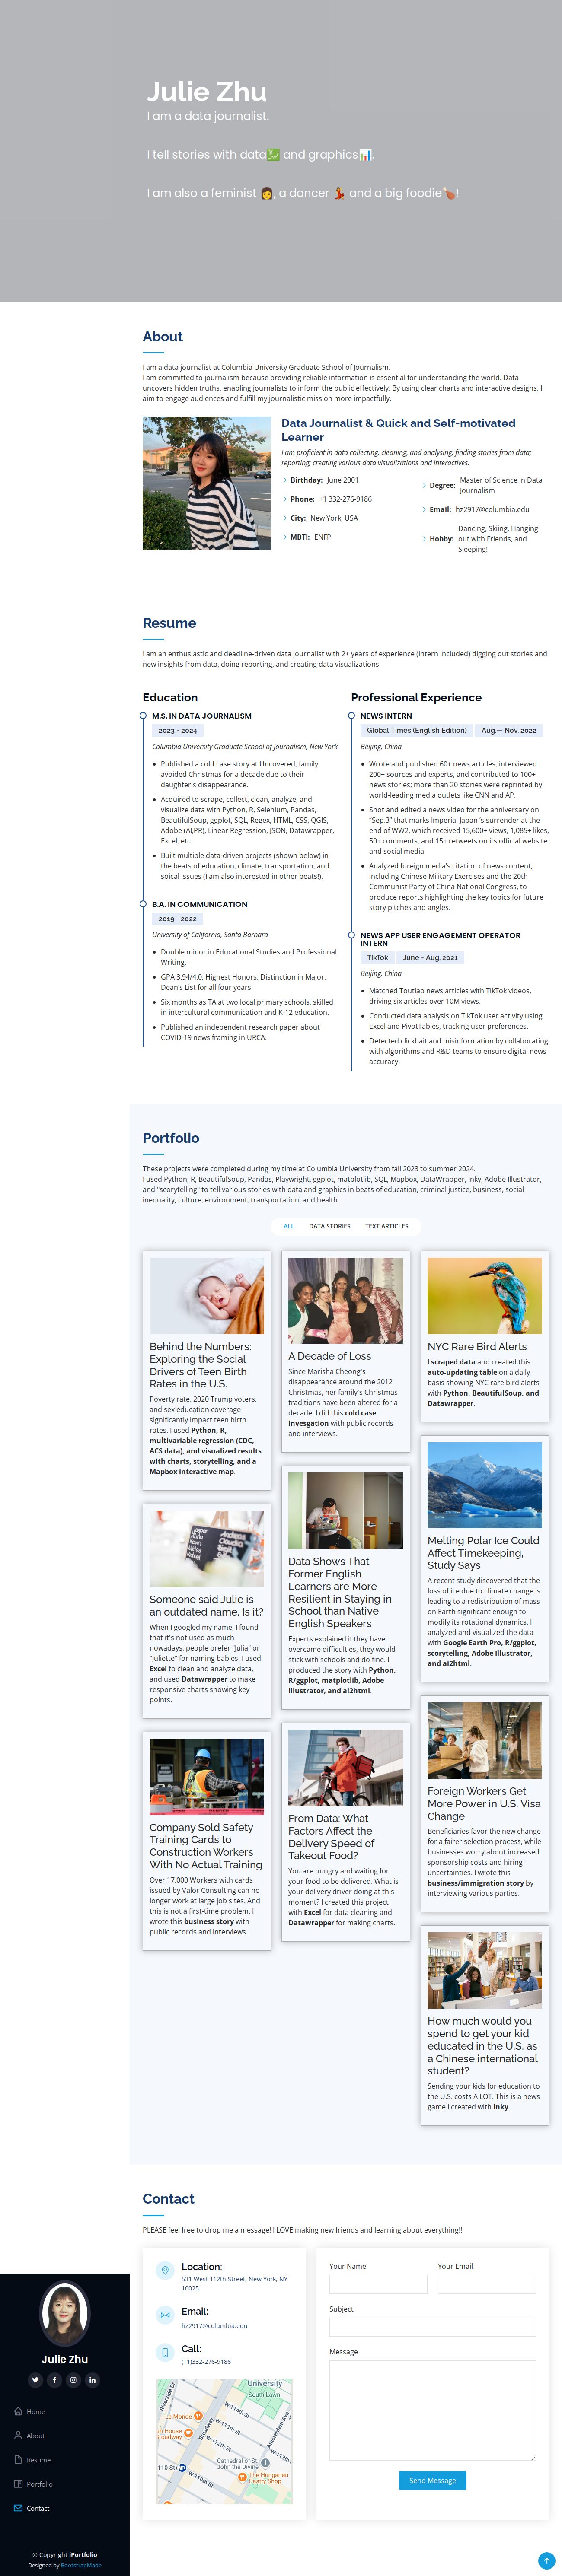 Julie Zhu
I am a data journalist.
I tell stories with data💹 and graphics📊.
I am also a feminist 👩, a dancer 💃 and a big foodie🍗!
About
I am a data journalist at Columbia University Graduate School of Journalism.
I am committed to journalism because providing reliable information is essential for understanding the world. Data
uncovers hidden truths, enabling journalists to inform the public effectively. By using clear charts and interactive designs, I
aim to engage audiences and fulfill my journalistic mission more impactfully.
Data Journalist & Quick and Self-motivated
Learner
I am proficient in data collecting, cleaning, and analysing; finding stories from data;
reporting; creating various data visualizations and interactives.
Birthday: June 2001
Phone: +1 332-276-9186
City: New York, USA
MBTI: ENFP
Degree: Master of Science in Data
Journalism
Email: hz2917@columbia.edu
Hobby: Dancing, Skiing, Hanging
out with Friends, and
Sleeping!
Resume
I am an enthusiastic and deadline-driven data journalist with 2+ years of experience (intern included) digging out stories and
new insights from data, doing reporting, and creating data visualizations.
Education
M.S. IN DATA JOURNALISM
2023 - 2024
Columbia University Graduate School of Journalism, New York
• Published a cold case story at Uncovered; family
avoided Christmas for a decade due to their
daughter's disappearance.
• Acquired to scrape, collect, clean, analyze, and
visualize data with Python, R, Selenium, Pandas,
BeautifulSoup, ggplot, SQL, Regex, HTML, CSS, QGIS,
Adobe (AI,PR), Linear Regression, JSON, Datawrapper,
Excel, etc.
• Built multiple data-driven projects (shown below) in
the beats of education, climate, transportation, and
soical issues (I am also interested in other beats!).
B.A. IN COMMUNICATION
2019 - 2022
University of California, Santa Barbara
• Double minor in Educational Studies and Professional
Writing.
• GPA 3.94/4.0; Highest Honors, Distinction in Major,
Dean's List for all four years.
• Six months as TA at two local primary schools, skilled
in intercultural communication and K-12 education.
• Published an independent research paper about
COVID-19 news framing in URCA.
Professional Experience
NEWS INTERN
Global Times (English Edition) Aug.— Nov. 2022
Beijing, China
• Wrote and published 60+ news articles, interviewed
200+ sources and experts, and contributed to 100+
news stories; more than 20 stories were reprinted by
world-leading media outlets like CNN and AP.
• Shot and edited a news video for the anniversary on
“Sep.3” that marks Imperial Japan ’s surrender at the
end of WW2, which received 15,600+ views, 1,085+ likes,
50+ comments, and 15+ retweets on its official website
and social media
• Analyzed foreign media’s citation of news content,
including Chinese Military Exercises and the 20th
Communist Party of China National Congress, to
produce reports highlighting the key topics for future
story pitches and angles.
NEWS APP USER ENGAGEMENT OPERATOR
INTERN
TikTok June - Aug. 2021
Beijing, China
• Matched Toutiao news articles with TikTok videos,
driving six articles over 10M views.
• Conducted data analysis on TikTok user activity using
Excel and PivotTables, tracking user preferences.
• Detected clickbait and misinformation by collaborating
with algorithms and R&D teams to ensure digital news
accuracy.
Portfolio
These projects were completed during my time at Columbia University from fall 2023 to summer 2024.
I used Python, R, BeautifulSoup, Pandas, Playwright, ggplot, matplotlib, SQL, Mapbox, DataWrapper, Inky, Adobe Illustrator,
and "scorytelling" to tell various stories with data and graphics in beats of education, criminal justice, business, social
inequality, culture, environment, transportation, and health.
ALL DATA STORIES TEXT ARTICLES
Behind the Numbers:
Exploring the Social
Drivers of Teen Birth
Rates in the U.S.
Poverty rate, 2020 Trump voters,
and sex education coverage
significantly impact teen birth
rates. I used Python, R,
multivariable regression (CDC,
ACS data), and visualized results
with charts, storytelling, and a
Mapbox interactive map.
Someone said Julie is
an outdated name. Is it?
When I googled my name, I found
that it's not used as much
nowadays; people prefer "Julia" or
"Juliette" for naming babies. I used
Excel to clean and analyze data,
and used Datawrapper to make
responsive charts showing key
points.
Company Sold Safety
Training Cards to
Construction Workers
With No Actual Training
Over 17,000 Workers with cards
issued by Valor Consulting can no
longer work at large job sites. And
this is not a first-time problem. I
wrote this business story with
public records and interviews.
A Decade of Loss
Since Marisha Cheong's
disappearance around the 2012
Christmas, her family's Christmas
traditions have been altered for a
decade. I did this cold case
invesgation with public records
and interviews.
Data Shows That
Former English
Learners are More
Resilient in Staying in
School than Native
English Speakers
Experts explained if they have
overcame difficulties, they would
stick with schools and do fine. I
produced the story with Python,
R/ggplot, matplotlib, Adobe
Illustrator, and ai2html.
From Data: What
Factors Affect the
Delivery Speed of
Takeout Food?
You are hungry and waiting for
your food to be delivered. What is
your delivery driver doing at this
moment? I created this project
with Excel for data cleaning and
Datawrapper for making charts.
NYC Rare Bird Alerts
I scraped data and created this
auto-updating table on a daily
basis showing NYC rare bird alerts
with Python, BeautifulSoup, and
Datawrapper.
Melting Polar Ice Could
Affect Timekeeping,
Study Says
A recent study discovered that the
loss of ice due to climate change is
leading to a redistribution of mass
on Earth significant enough to
modify its rotational dynamics. I
analyzed and visualized the data
with Google Earth Pro, R/ggplot,
scorytelling, Adobe Illustrator,
and ai2html.
Foreign Workers Get
More Power in U.S. Visa
Change
Beneficiaries favor the new change
for a fairer selection process, while
businesses worry about increased
sponsorship costs and hiring
uncertainties. I wrote this
business/immigration story by
interviewing various parties.
How much would you
spend to get your kid
educated in the U.S. as
a Chinese international
student?
Sending your kids for education to
the U.S. costs A LOT. This is a news
game I created with Inky.
Contact
PLEASE feel free to drop me a message! I LOVE making new friends and learning about everything!!
Location:
531 West 112th Street, New York, NY
10025
Email:
hz2917@columbia.edu
Call:
(+1)332-276-9186
University
South Lawn
Riverside Dr
Le Monde
W 114th St
W 113th St
Broadway
W 112th St
Amsterdam Ave
Cathedral of St.
John the Divine
The Hungarian
Pastry Shop
W 110th St
Your Name Your Email
Subject
Message
Send Message
Julie Zhu
Home
About
Resume
Portfolio
Contact
© Copyright iPortfolio
Designed by BootstrapMade